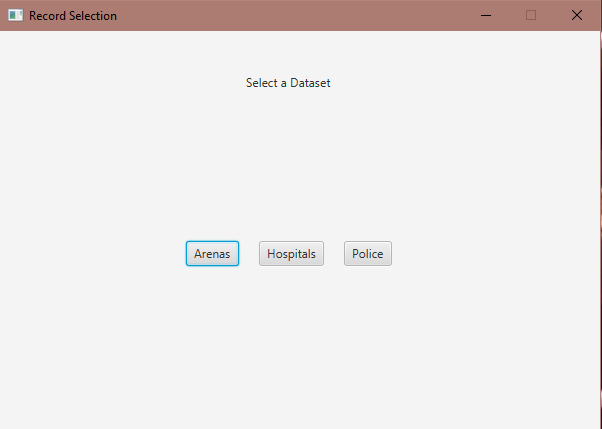 Record Selection
Select a Dataset
Arenas Hospitals Police